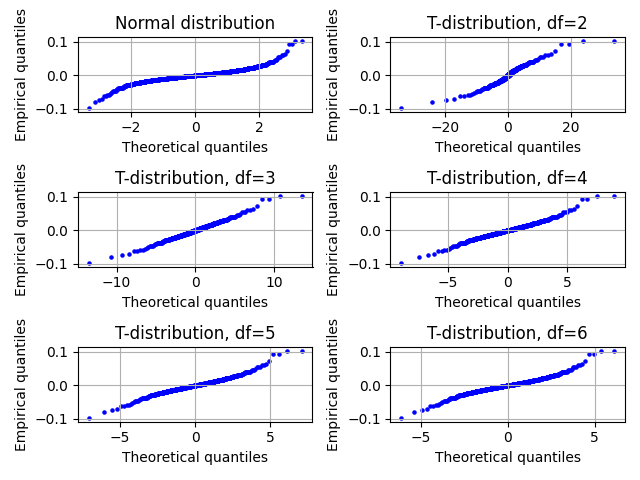 Normal distribution
Empirical quantiles
0.1
0.0
−0.1
−2
0
2
Theoretical quantiles
T-distribution, df=2
Empirical quantiles
0.1
0.0
−0.1
−20
0
20
Theoretical quantiles
T-distribution, df=3
Empirical quantiles
0.1
0.0
−0.1
−10
0
10
Theoretical quantiles
T-distribution, df=4
Empirical quantiles
0.1
0.0
−0.1
−5
0
5
Theoretical quantiles
T-distribution, df=5
Empirical quantiles
0.1
0.0
−0.1
−5
0
5
Theoretical quantiles
T-distribution, df=6
Empirical quantiles
0.1
0.0
−0.1
−5
0
5
Theoretical quantiles